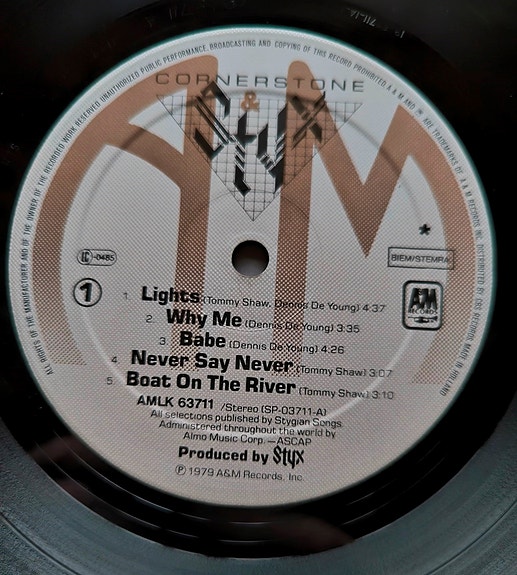 ALL RIGHTS OF THE MANUFACTURER AND OF THE OWNER OF THE RECORDED WORK RESERVED UNAUTHORIZED PUBLIC PERFORMANCE, BROADCASTING AND COPYING OF THIS RECORD PROHIBITED A & M AND ARE TRADEMARKS OF A & M RECORDS INC. DISTRIBUTED BY CBS RECORDS MADE IN HOLLAND
CORNERSTONE
&
Styx
A M
LC-0485
BIEM/STEMRA
1
A&M
RECORDS
1. Lights (Tommy Shaw, Dennis De Young) 4:37
2. Why Me (Dennis De Young) 3:35
3. Babe (Dennis De Young) 4:26
4. Never Say Never (Tommy Shaw) 3:07
5. Boat On The River (Tommy Shaw) 3:10
AMLK 63711 /Stereo (SP-03711-A)
All selections published by Stygian Songs.
Administered throughout the world by
Almo Music Corp. —ASCAP
Produced by Styx
℗ 1979 A&M Records, Inc.